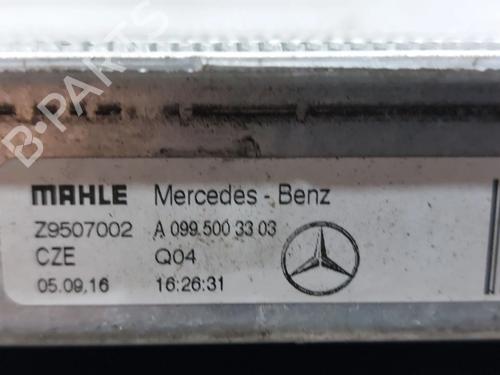 B-PARTS
MAHLE Mercedes - Benz
Z9507002 A 099 500 33 03
CZE Q04
05.09.16 16:26:31